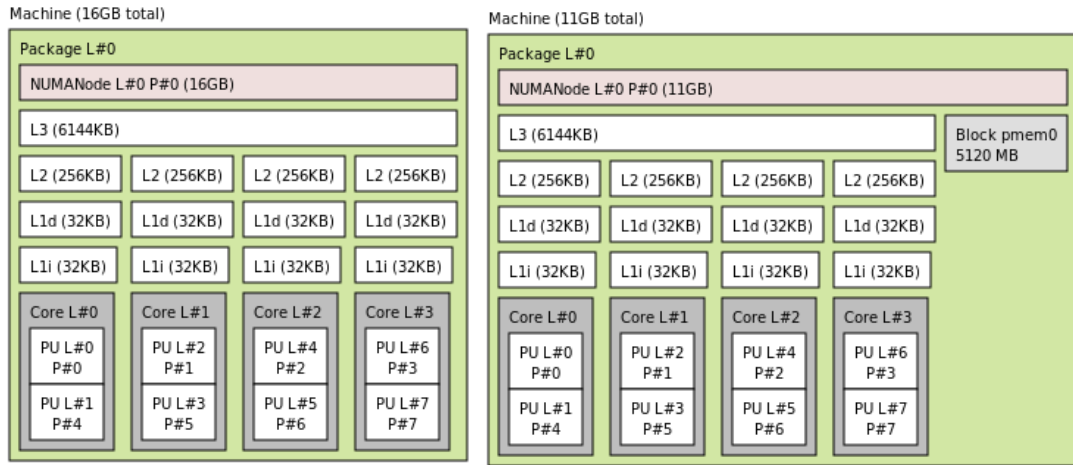 Machine (16GB total)
Package L#0
NUMANode L#0 P#0 (16GB)
L3 (6144KB)
L2 (256KB) L2 (256KB) L2 (256KB) L2 (256KB)
L1d (32KB) L1d (32KB) L1d (32KB) L1d (32KB)
L1i (32KB) L1i (32KB) L1i (32KB) L1i (32KB)
Core L#0 Core L#1 Core L#2 Core L#3
PU L#0 PU L#2 PU L#4 PU L#6
P#0 P#1 P#2 P#3
PU L#1 PU L#3 PU L#5 PU L#7
P#4 P#5 P#6 P#7
Machine (11GB total)
Package L#0
NUMANode L#0 P#0 (11GB)
L3 (6144KB)
Block pmem0
5120 MB
L2 (256KB) L2 (256KB) L2 (256KB) L2 (256KB)
L1d (32KB) L1d (32KB) L1d (32KB) L1d (32KB)
L1i (32KB) L1i (32KB) L1i (32KB) L1i (32KB)
Core L#0 Core L#1 Core L#2 Core L#3
PU L#0 PU L#2 PU L#4 PU L#6
P#0 P#1 P#2 P#3
PU L#1 PU L#3 PU L#5 PU L#7
P#4 P#5 P#6 P#7